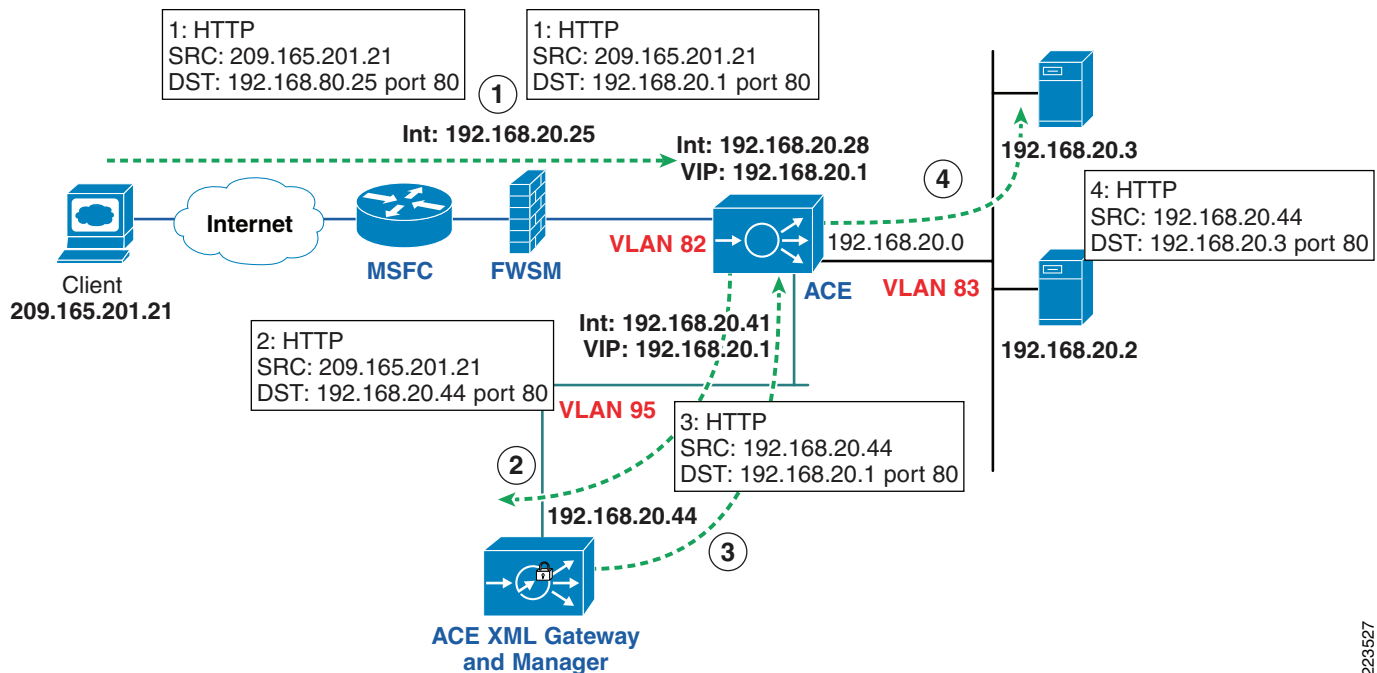 1: HTTP
SRC: 209.165.201.21
DST: 192.168.80.25 port 80
1: HTTP
SRC: 209.165.201.21
DST: 192.168.20.1 port 80
1
Int: 192.168.20.25
Int: 192.168.20.28
VIP: 192.168.20.1
4
192.168.20.3
4: HTTP
SRC: 192.168.20.44
DST: 192.168.20.3 port 80
Internet
VLAN 82
192.168.20.0
MSFC
FWSM
ACE
VLAN 83
Client
209.165.201.21
Int: 192.168.20.41
VIP: 192.168.20.1
192.168.20.2
2: HTTP
SRC: 209.165.201.21
DST: 192.168.20.44 port 80
VLAN 95
3: HTTP
SRC: 192.168.20.44
DST: 192.168.20.1 port 80
2
192.168.20.44
3
ACE XML Gateway
and Manager
223527